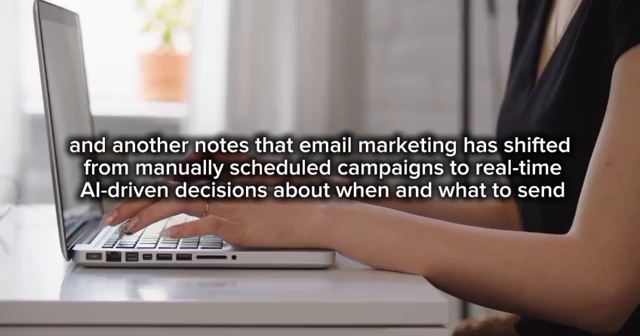 and another notes that email marketing has shifted
from manually scheduled campaigns to real-time
AI-driven decisions about when and what to send